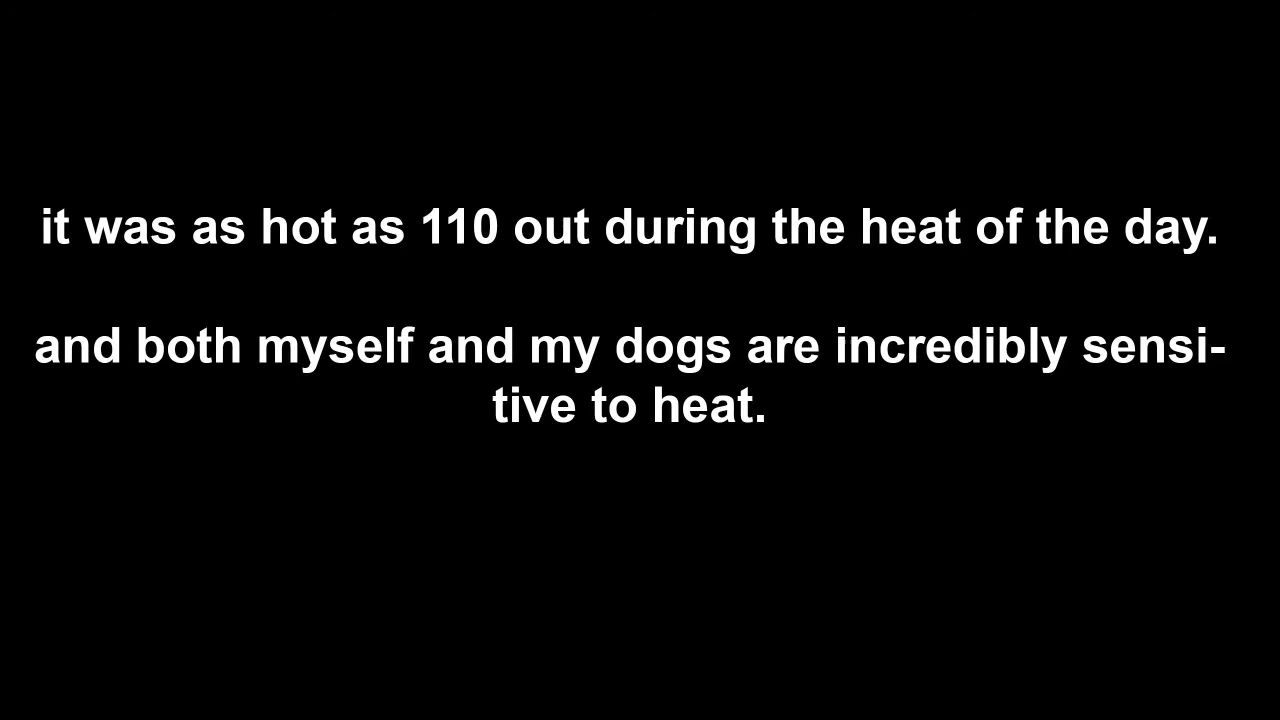 it was as hot as 110 out during the heat of the day.
and both myself and my dogs are incredibly sensi-
tive to heat.